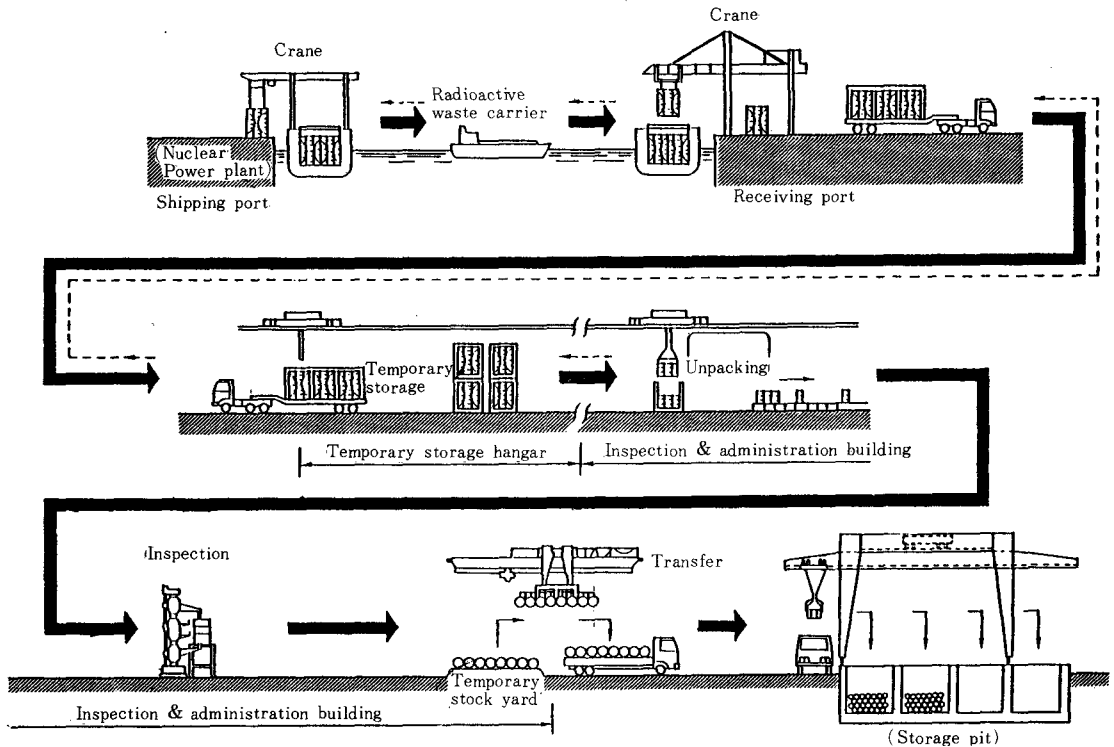 Crane
Crane
Radioactive
waste carrier
(Nuclear
Power plant)
Shipping port
Receiving port
Temporary
storage
Unpacking
Temporary storage hangar
Inspection & administration building
Inspection
Transfer
Temporary
stock yard
Inspection & administration building
(Storage pit)